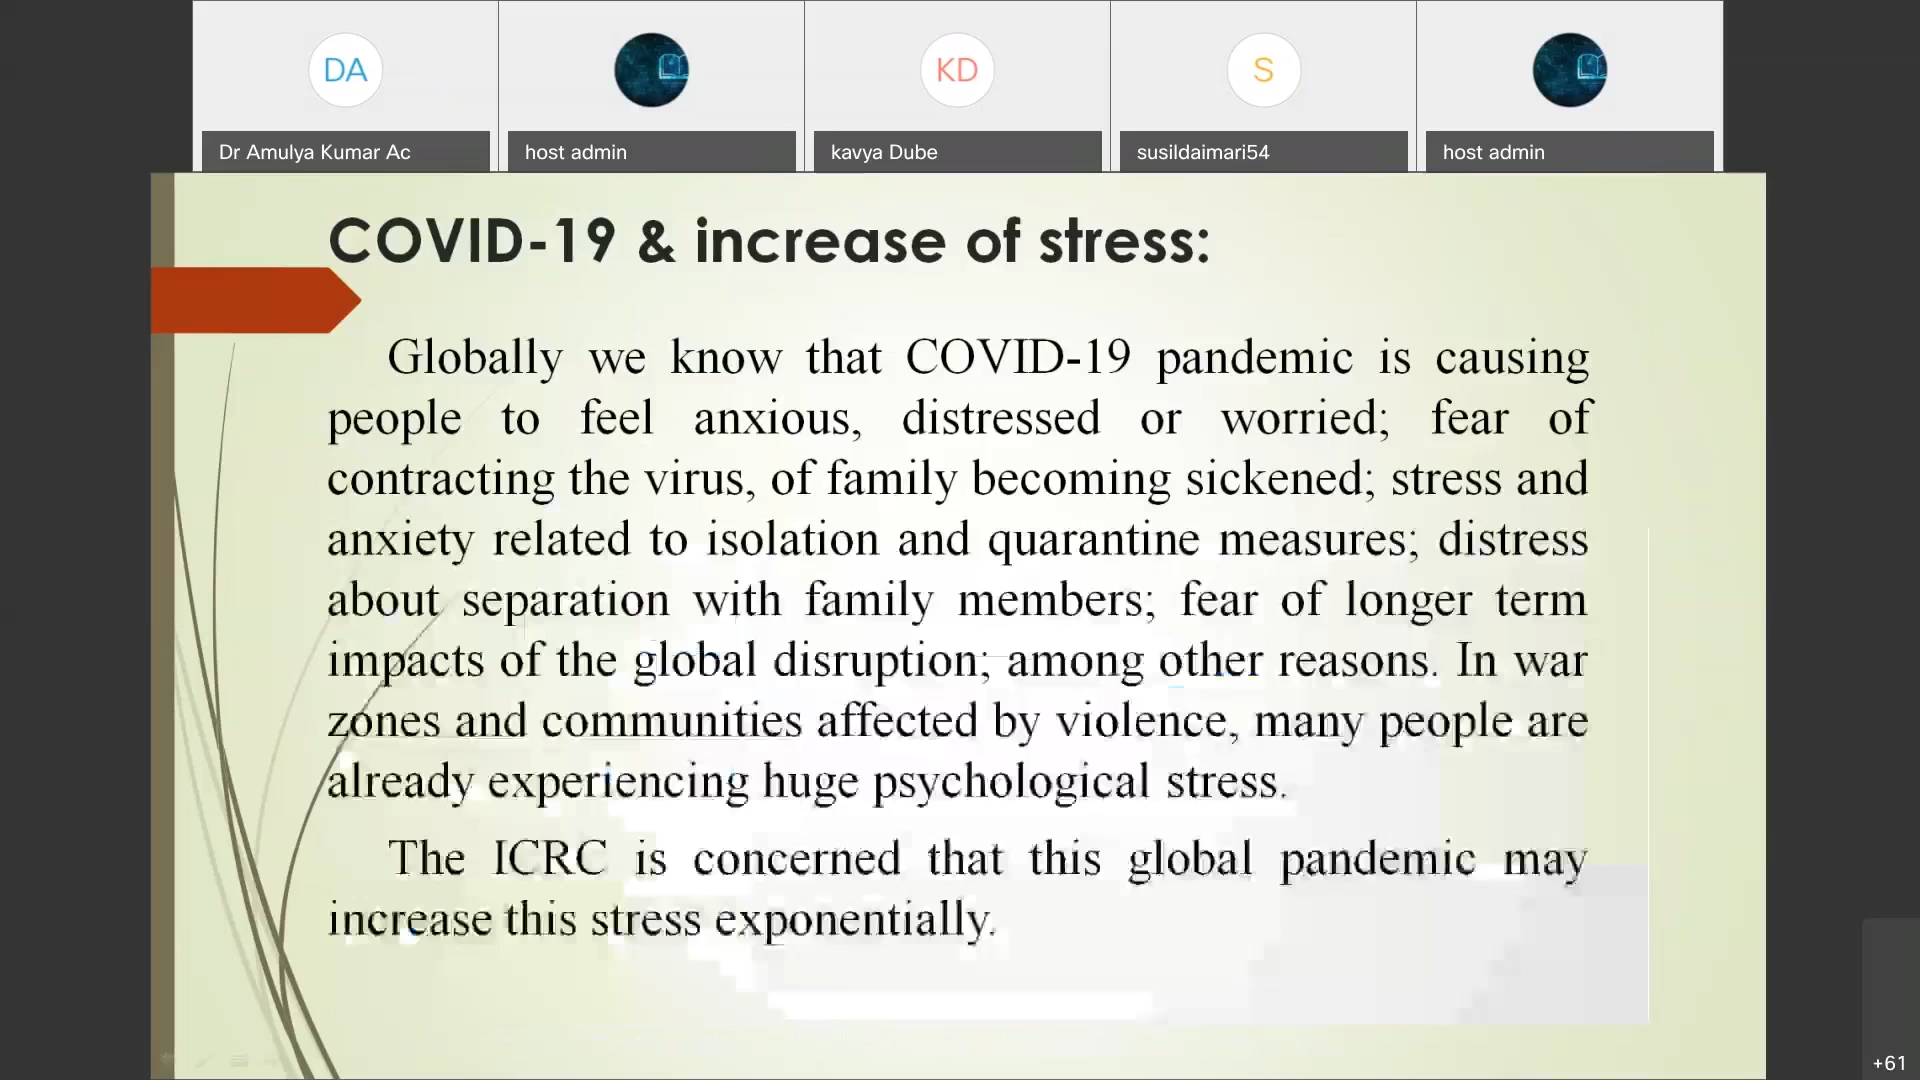 DA
KD
S
Dr Amulya Kumar Ac
host admin
kavya Dube
susildaimari54
host admin
COVID-19 & increase of stress:
Globally we know that COVID-19 pandemic is causing
people to feel anxious, distressed or worried; fear of
contracting the virus, of family becoming sickened; stress and
anxiety related to isolation and quarantine measures; distress
about separation with family members; fear of longer term
impacts of the global disruption; among other reasons. In war
zones and communities affected by violence, many people are
already experiencing huge psychological stress.
The ICRC is concerned that this global pandemic may
increase this stress exponentially.
+61